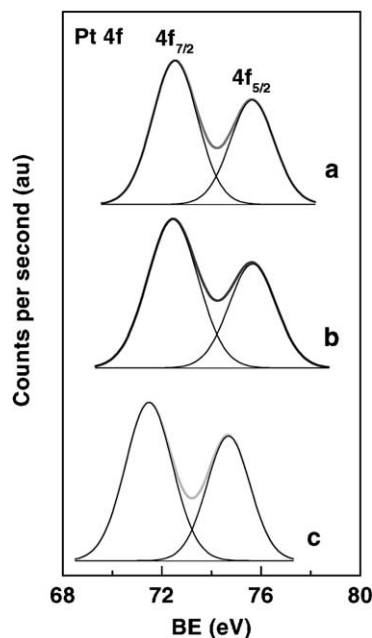 Pt 4f
4f7/2
4f5/2
a
b
c
Counts per second (au)
68 72 76 80
BE (eV)